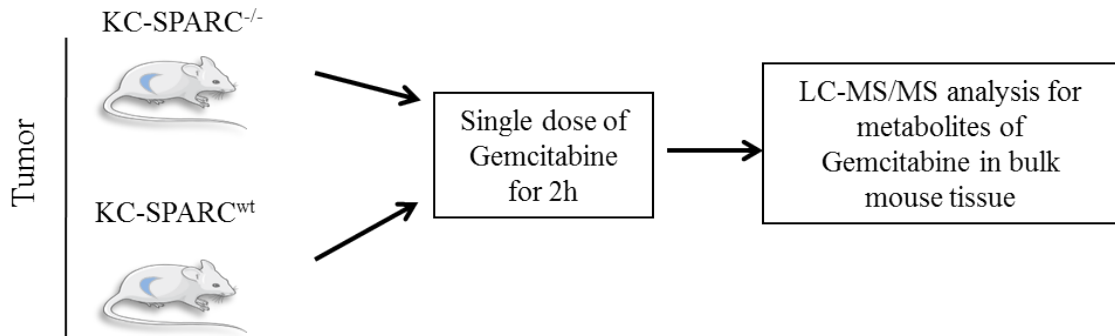 Tumor
KC-SPARC-/-
KC-SPARCwt
Single dose of
Gemcitabine
for 2h
LC-MS/MS analysis for
metabolites of
Gemcitabine in bulk
mouse tissue